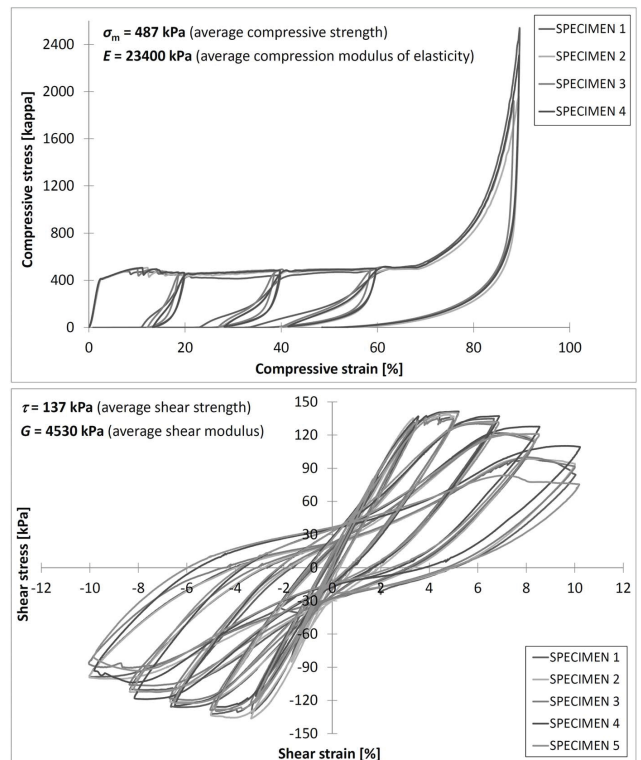 σm = 487 kPa (average compressive strength)
E = 23400 kPa (average compression modulus of elasticity)
SPECIMEN 1
SPECIMEN 2
SPECIMEN 3
SPECIMEN 4
Compressive stress [kappa]
2400
2000
1600
1200
800
400
0
0 20 40 60 80 100
Compressive strain [%]
τ = 137 kPa (average shear strength)
G = 4530 kPa (average shear modulus)
Shear stress [kPa]
150
120
90
60
30
0
-12 -10 -8 -6 -4 -2 0 2 4 6 8 10 12
-30
-60
-90
-120
-150
SPECIMEN 1
SPECIMEN 2
SPECIMEN 3
SPECIMEN 4
SPECIMEN 5
Shear strain [%]